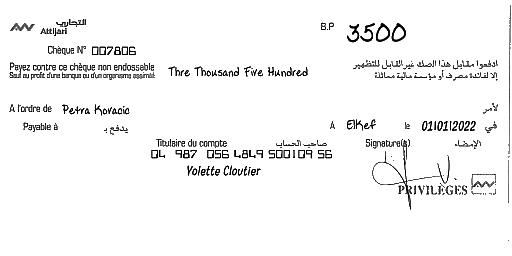 التجاري
Attijari
B.P 3500
Chèque N° 007806
Payez contre ce chèque non endossable
Sauf au profit d'une banque ou d'un organisme assimilé
Thre Thousand Five Hundred
ادفعوا مقابل هذا الصك غير القابل للتظهير
إلا لفائدة مصرف أو مؤسسة مالية مماثلة
A l'ordre de Petra Kovacic
لأمر
Payable à يدفع بـ
A ElKef le 01/01/2022 في
Titulaire du compte صاحب الحساب
Signature(s) الإمضاء
04 987 056 4849 500109 56
Yolette Cloutier
PRIVILÈGES